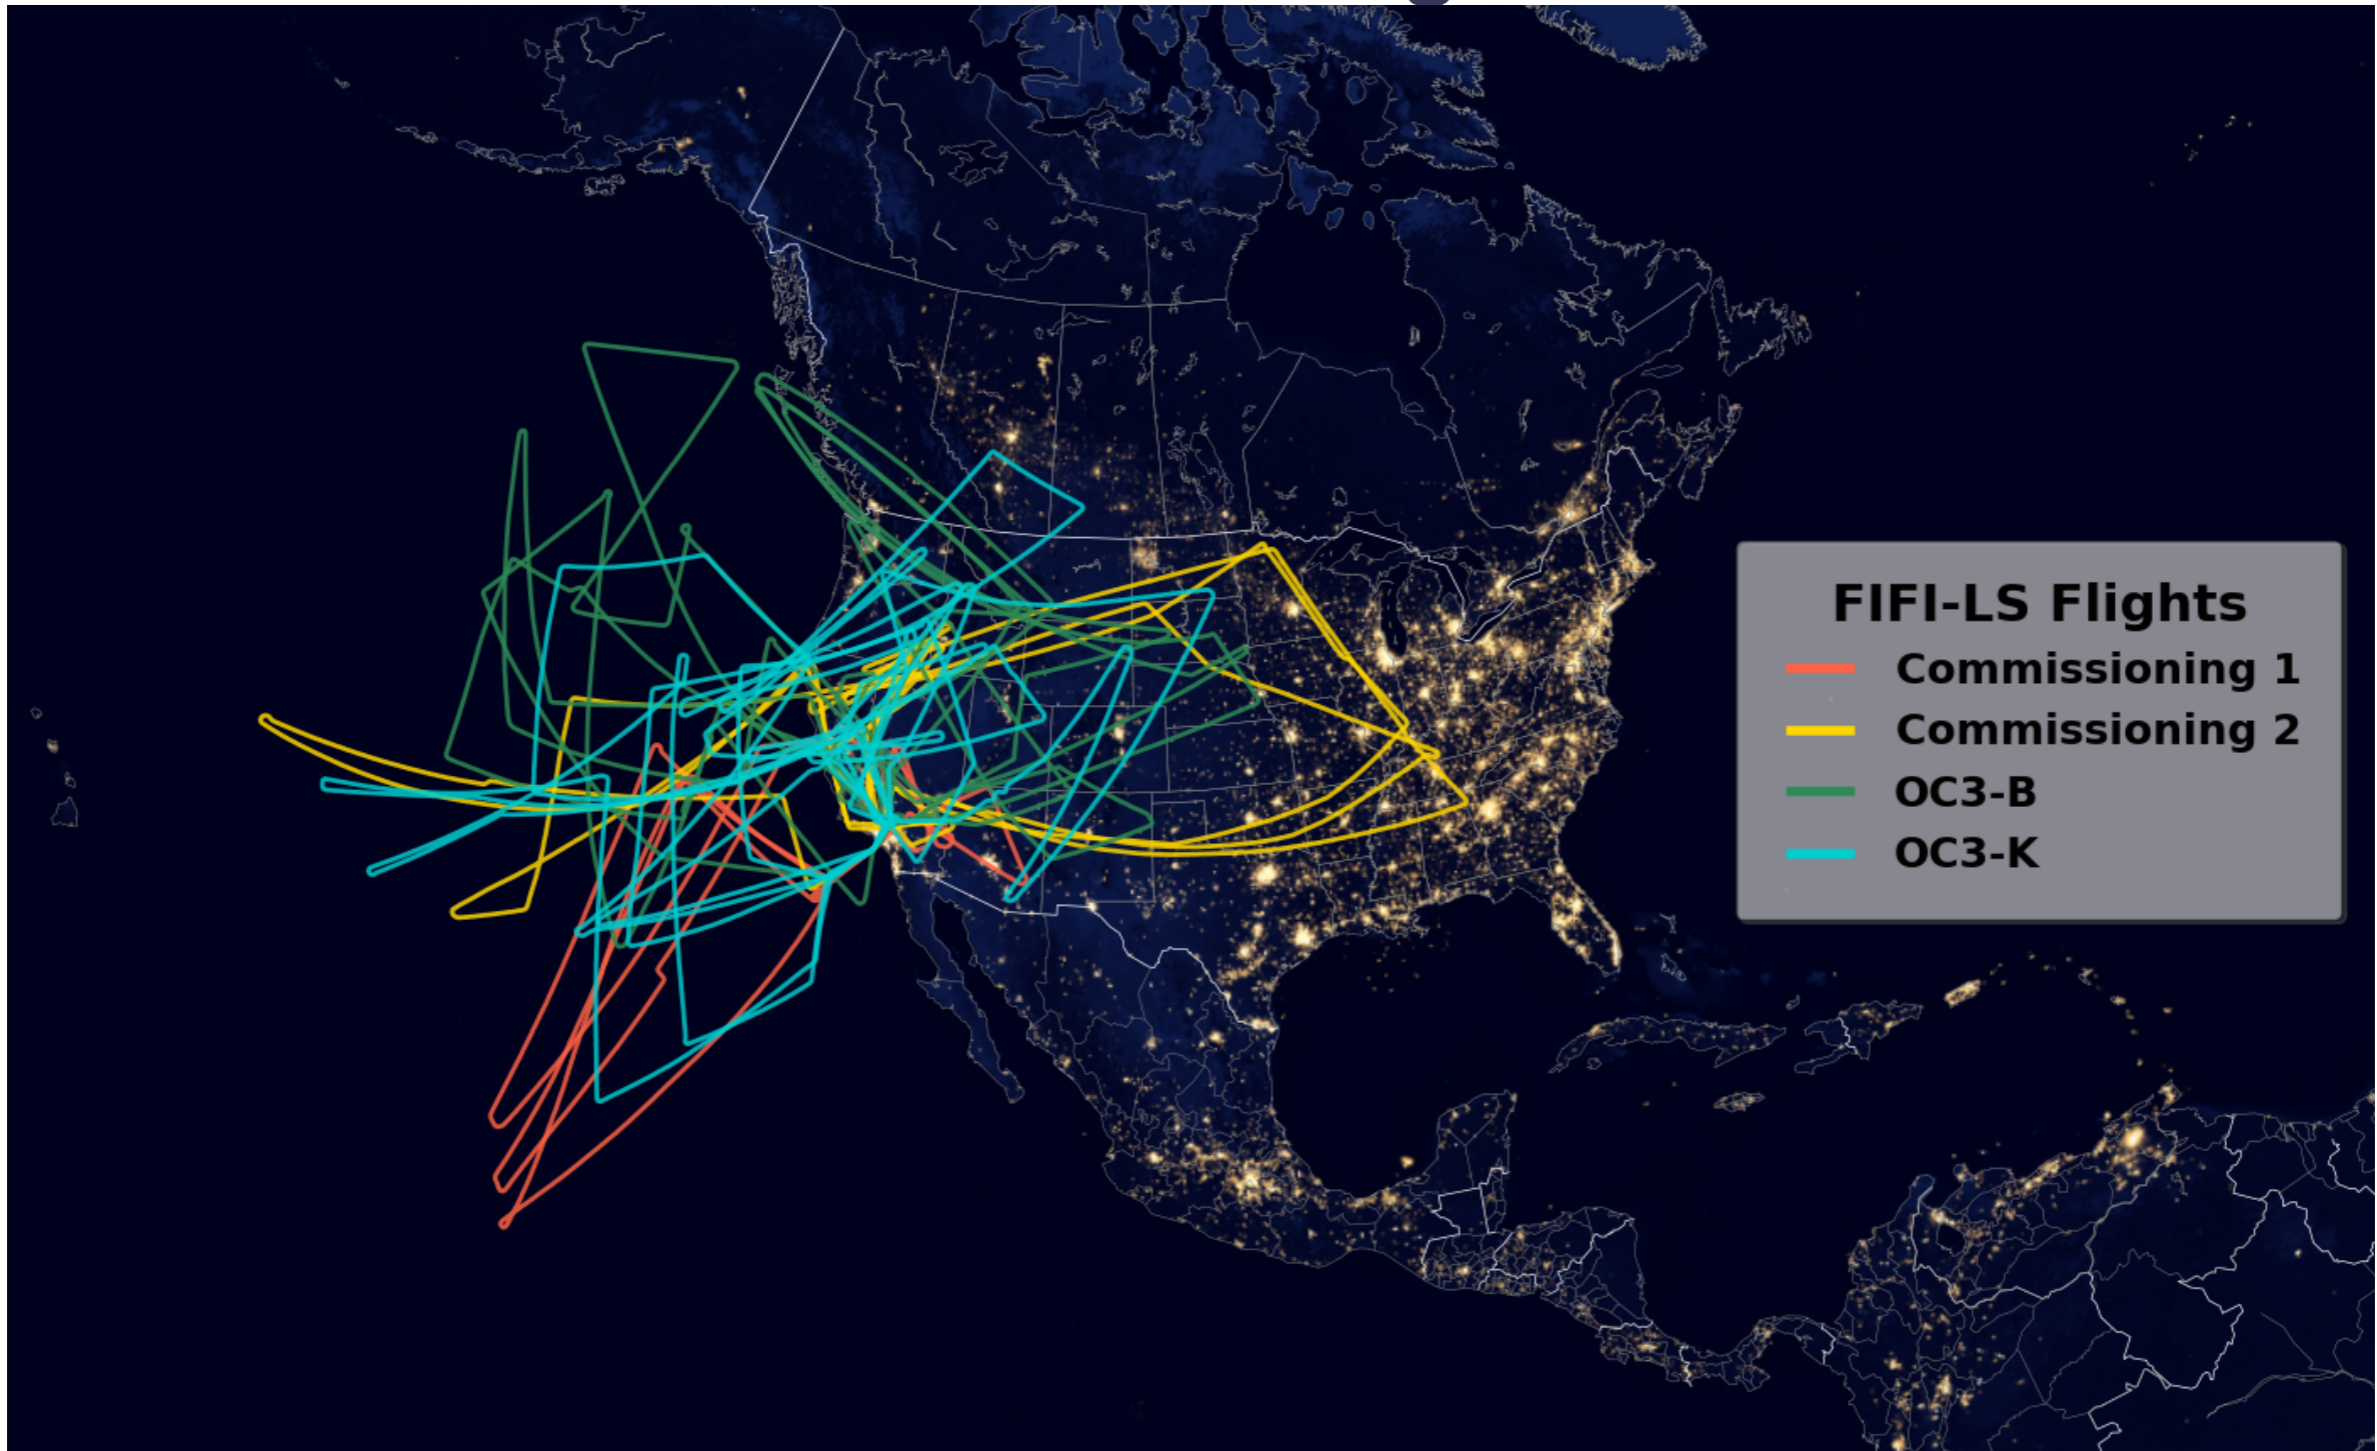 FIFI-LS Flights
Commissioning 1
Commissioning 2
OC3-B
OC3-K